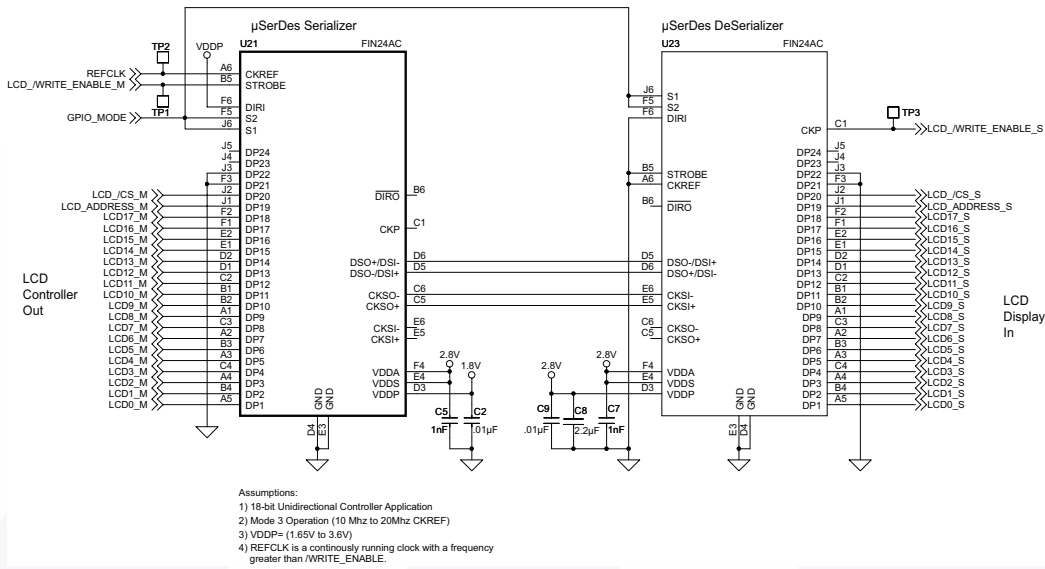 µSerDes Serializer
U21 FIN24AC
TP2
VDDP
REFCLK A6 CKREF
LCD_/WRITE_ENABLE_M B5 STROBE
TP1
F6 DIRI
GPIO_MODE F5 S2
J6 S1
J5 DP24
J4 DP23
J3 DP22
F3 DP21
LCD_/CS_M J2 DP20
LCD_ADDRESS_M J1 DP19
LCD17_M F2 DP18
LCD16_M F1 DP17
LCD15_M E2 DP16
LCD14_M E1 DP15
LCD13_M D2 DP14
LCD12_M D1 DP13
LCD11_M C2 DP12
LCD10_M B1 DP11
LCD9_M B2 DP10
LCD8_M A1 DP9
LCD7_M C3 DP8
LCD6_M A2 DP7
LCD5_M B3 DP6
LCD4_M A3 DP5
LCD3_M C4 DP4
LCD2_M A4 DP3
LCD1_M B4 DP2
LCD0_M A5 DP1
LCD
Controller
Out
DIRO B6
CKP C1
DSO+/DSI- D6
DSO-/DSI+ D5
CKSO- C6
CKSO+ C5
CKSI- E6
CKSI+ E5
VDDA F4
VDDS E4
VDDP D3
GND GND
D4 E3
2.8V
1.8V
C5
1nF
C2
.01µF
µSerDes DeSerializer
U23 FIN24AC
J6 S1
F5 S2
F6 DIRI
B5 STROBE
A6 CKREF
B6 DIRO
D5 DSO-/DSI+
D6 DSO+/DSI-
E6 CKSI-
E5 CKSI+
C6 CKSO-
C5 CKSO+
F4 VDDA
E4 VDDS
D3 VDDP
2.8V
2.8V
C9
.01µF
C8
2.2µF
C7
1nF
GND GND
E3 D4
TP3
CKP C1 LCD_/WRITE_ENABLE_S
DP24 J5
DP23 J4
DP22 J3
DP21 F3
DP20 J2 LCD_/CS_S
DP19 J1 LCD_ADDRESS_S
DP18 F2 LCD17_S
DP17 F1 LCD16_S
DP16 E2 LCD15_S
DP15 E1 LCD14_S
DP14 D2 LCD13_S
DP13 D1 LCD12_S
DP12 C2 LCD11_S
DP11 B1 LCD10_S
DP10 B2 LCD9_S
DP9 A1 LCD8_S
DP8 C3 LCD7_S
DP7 A2 LCD6_S
DP6 B3 LCD5_S
DP5 A3 LCD4_S
DP4 C4 LCD3_S
DP3 A4 LCD2_S
DP2 B4 LCD1_S
DP1 A5 LCD0_S
LCD
Display
In
Assumptions:
1) 18-bit Unidirectional Controller Application
2) Mode 3 Operation (10 Mhz to 20Mhz CKREF)
3) VDDP= (1.65V to 3.6V)
4) REFCLK is a continously running clock with a frequency
greater than /WRITE_ENABLE.